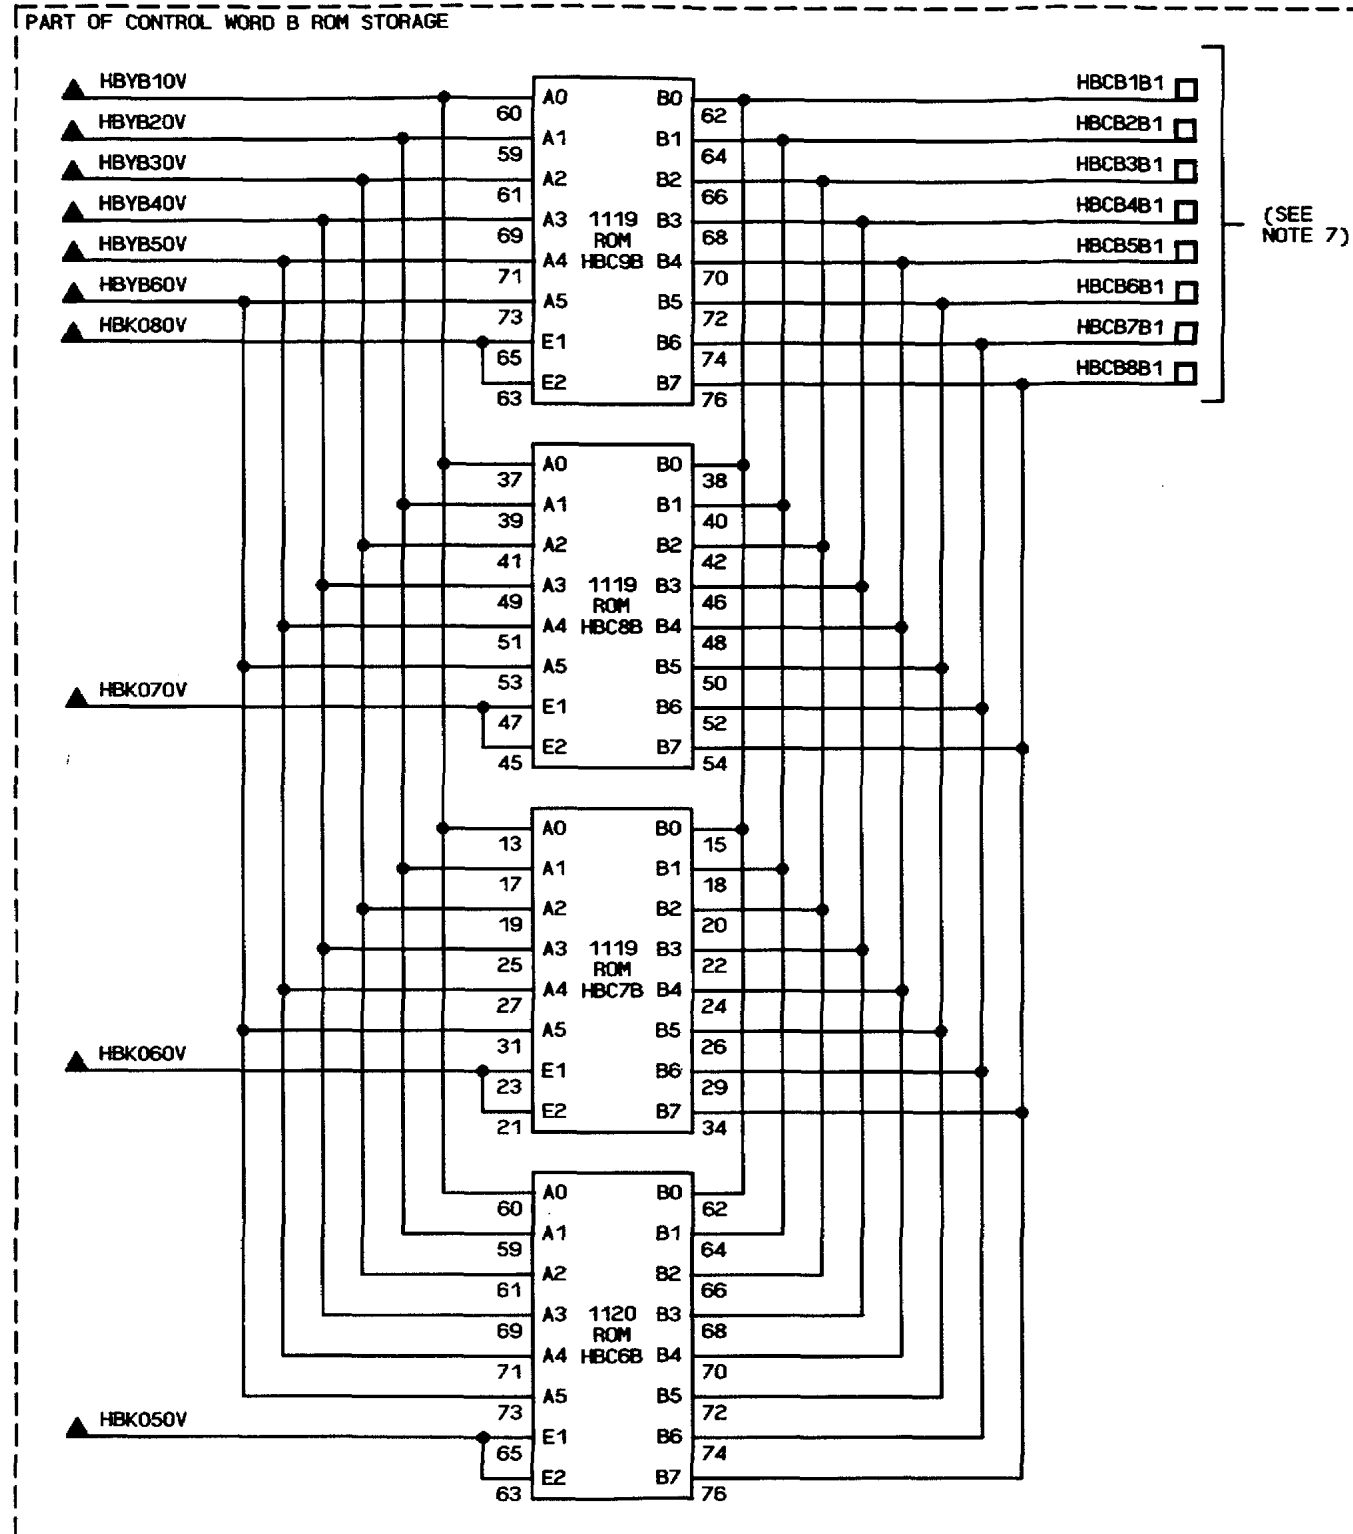 PART OF CONTROL WORD B ROM STORAGE
HBYB10V
HBYB20V
HBYB30V
HBYB40V
HBYB50V
HBYB60V
HBK080V
A0 B0
60 62
A1 B1
59 64
A2 B2
61 66
A3 1119 B3
69 ROM 68
A4 HBC9B B4
71 70
A5 B5
73 72
E1 B6
65 74
E2 B7
63 76
HBCB1B1
HBCB2B1
HBCB3B1
HBCB4B1
HBCB5B1
HBCB6B1
HBCB7B1
HBCB8B1
(SEE
NOTE 7)
HBK070V
A0 B0
37 38
A1 B1
39 40
A2 B2
41 42
A3 1119 B3
49 ROM 46
A4 HBC8B B4
51 48
A5 B5
53 50
E1 B6
47 52
E2 B7
45 54
HBK060V
A0 B0
13 15
A1 B1
17 18
A2 B2
19 20
A3 1119 B3
25 ROM 22
A4 HBC7B B4
27 24
A5 B5
31 26
E1 B6
23 29
E2 B7
21 34
HBK050V
A0 B0
60 62
A1 B1
59 64
A2 B2
61 66
A3 1120 B3
69 ROM 68
A4 HBC6B B4
71 70
A5 B5
73 72
E1 B6
65 74
E2 B7
63 76